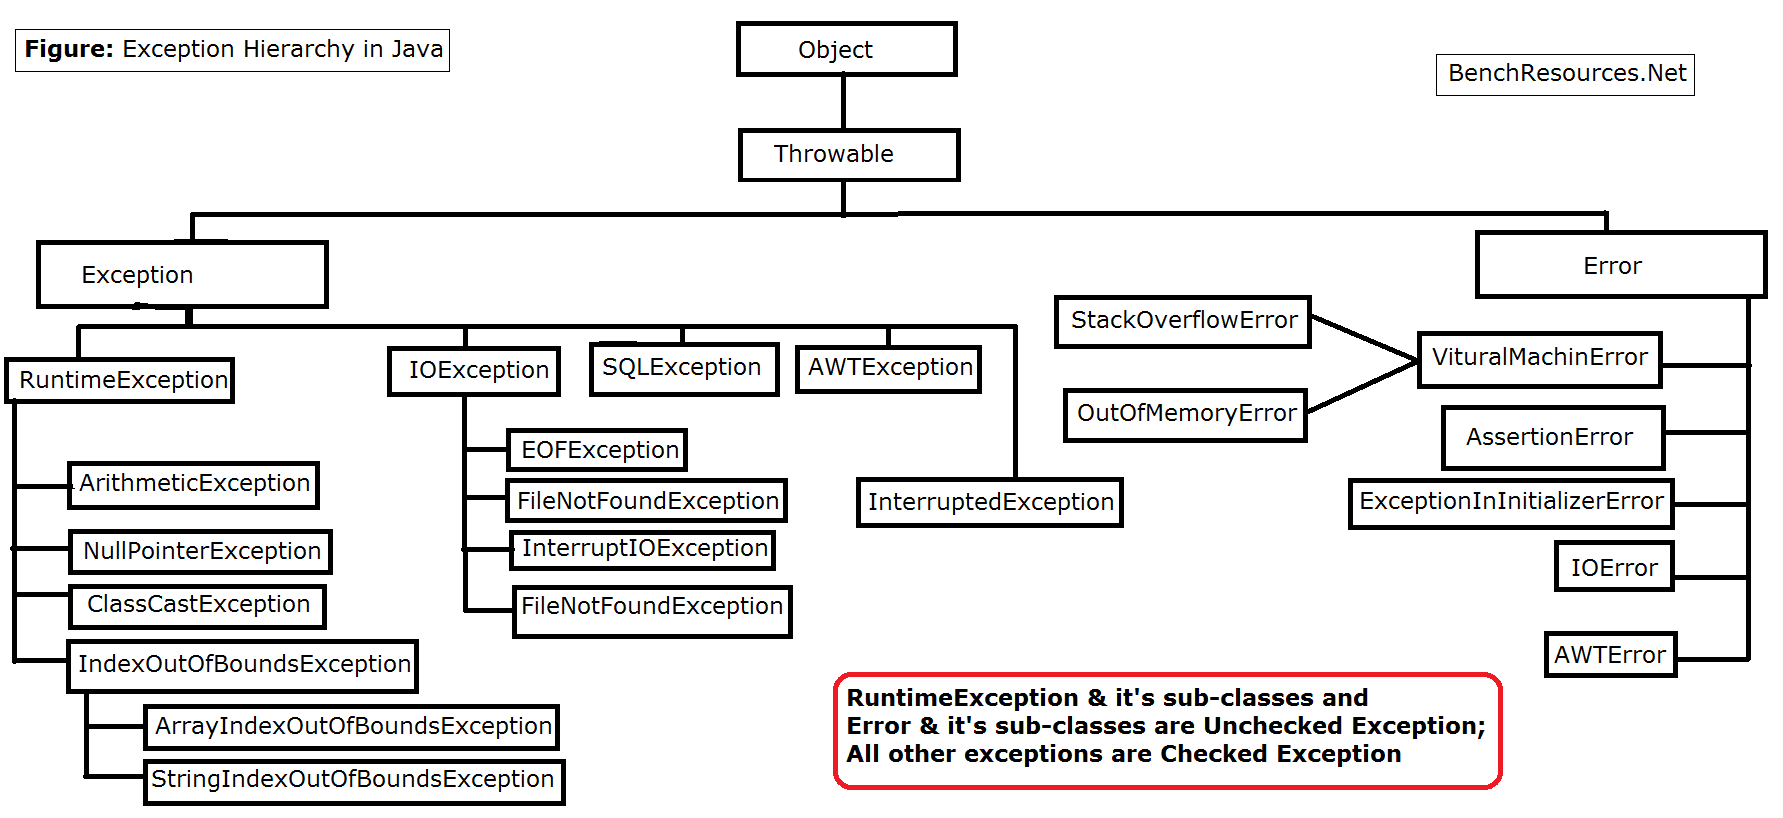 Figure: Exception Hierarchy in Java
Object
BenchResources.Net
Throwable
Exception
Error
StackOverflowError
VituralMachinError
RuntimeException
IOException
SQLException
AWTException
OutOfMemoryError
AssertionError
EOFException
ArithmeticException
FileNotFoundException
InterruptedException
ExceptionInInitializerError
NullPointerException
InterruptIOException
IOError
ClassCastException
FileNotFoundException
IndexOutOfBoundsException
AWTError
ArrayIndexOutOfBoundsException
StringIndexOutOfBoundsException
RuntimeException & it's sub-classes and
Error & it's sub-classes are Unchecked Exception;
All other exceptions are Checked Exception